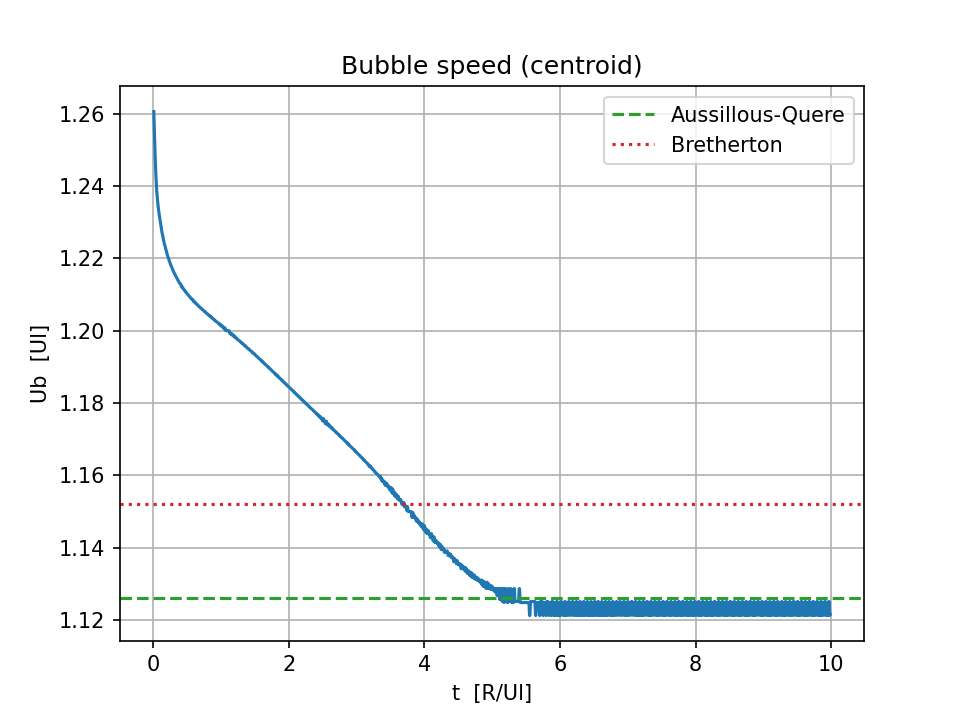 Bubble speed (centroid)
Aussillous-Quere
Bretherton
1.26
1.24
1.22
1.20
1.18
1.16
1.14
1.12
Ub [Ul]
0 2 4 6 8 10
t [R/Ul]